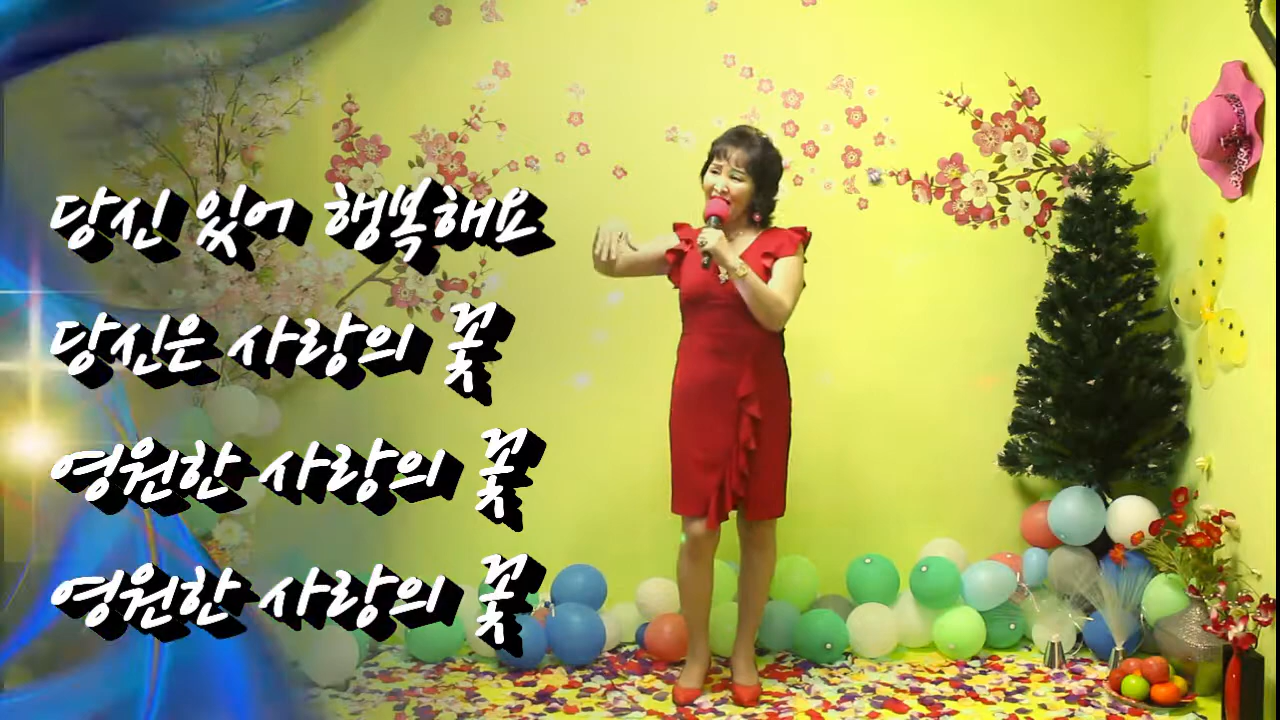 당신 있어 행복해요
당신은 사랑의 꽃
영원한 사랑의 꽃
영원한 사랑의 꽃